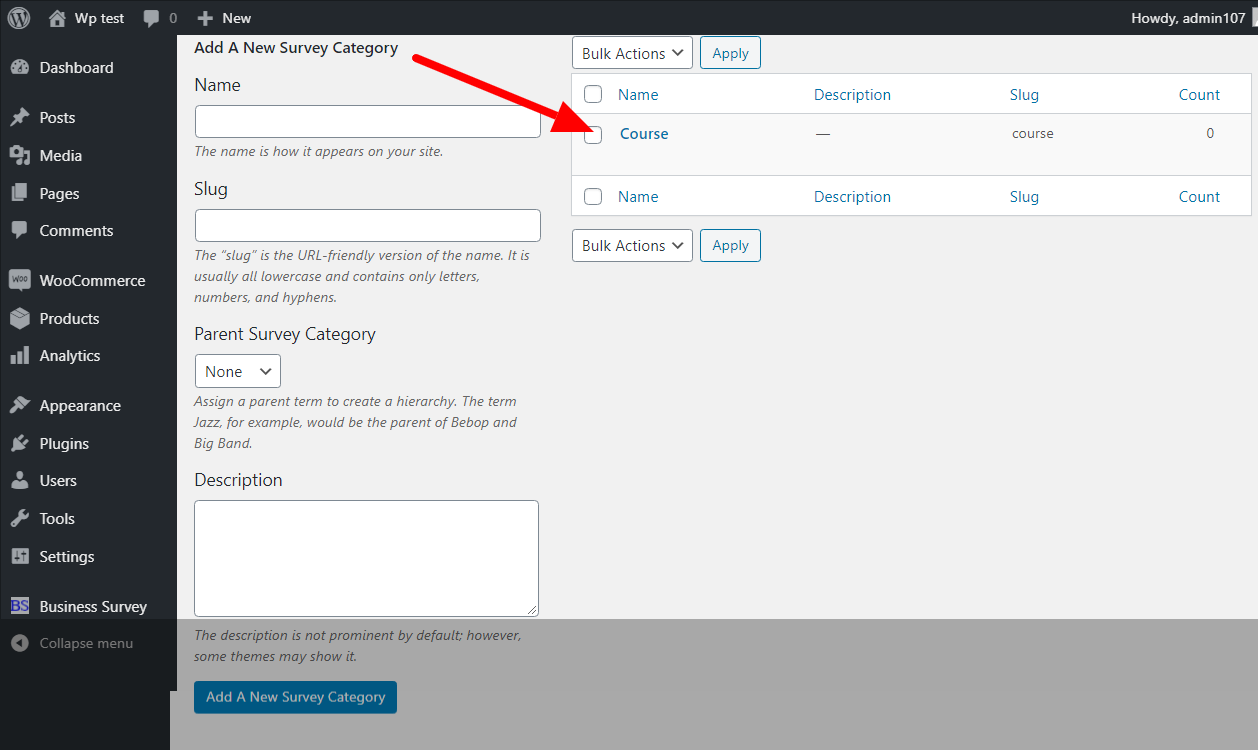 Wp test
0
New
Howdy, admin107
Dashboard
Posts
Media
Pages
Comments
WOO
WooCommerce
Products
Analytics
Appearance
Plugins
Users
Tools
Settings
BS
Business Survey
Collapse menu
Add A New Survey Category
Name
The name is how it appears on your site.
Slug
The “slug” is the URL-friendly version of the name. It is
usually all lowercase and contains only letters,
numbers, and hyphens.
Parent Survey Category
None
Assign a parent term to create a hierarchy. The term
Jazz, for example, would be the parent of Bebop and
Big Band.
Description
The description is not prominent by default; however,
some themes may show it.
Add A New Survey Category
Bulk Actions Apply
Name Description Slug Count
Course — course 0
Name Description Slug Count
Bulk Actions Apply